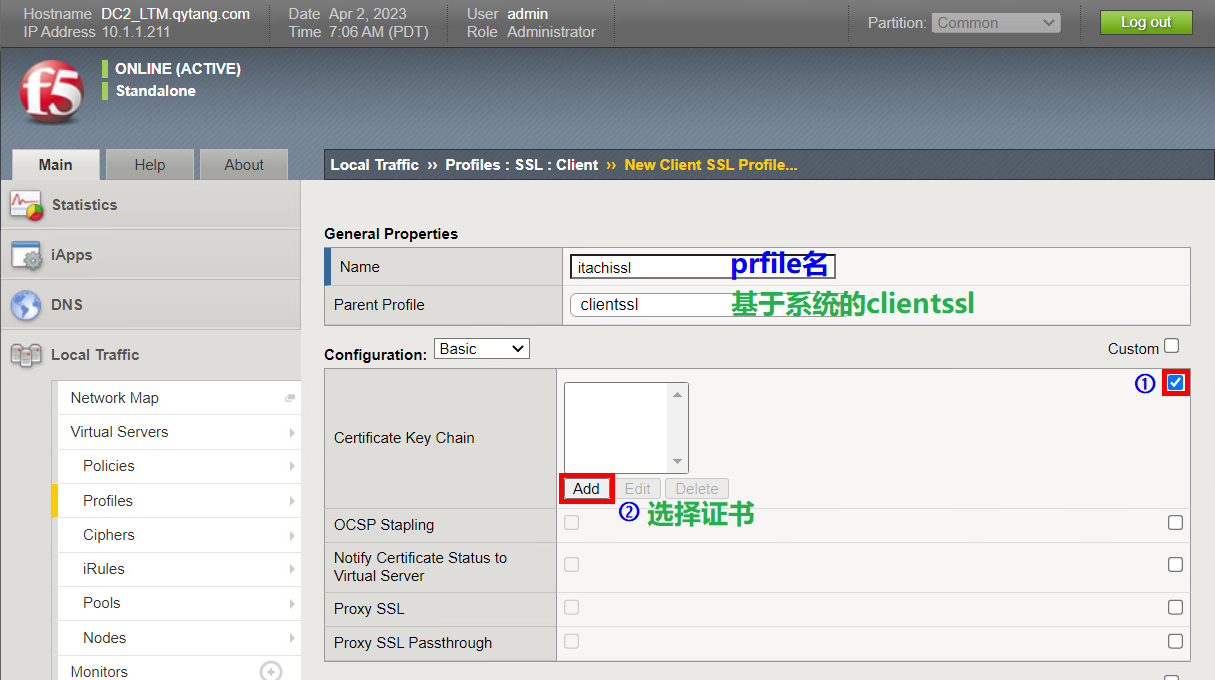 Hostname DC2_LTM.qytang.com Date Apr 2, 2023 User admin Partition: Common Log out
IP Address 10.1.1.211 Time 7:06 AM (PDT) Role Administrator
f5
ONLINE (ACTIVE)
Standalone
Main Help About
Local Traffic ›› Profiles : SSL : Client ›› New Client SSL Profile...
Statistics
iApps
DNS
Local Traffic
Network Map
Virtual Servers
Policies
Profiles
Ciphers
iRules
Pools
Nodes
Monitors
General Properties
Name itachissl prfile名
Parent Profile clientssl 基于系统的clientssl
Configuration: Basic Custom
①
Certificate Key Chain
Add Edit Delete
② 选择证书
OCSP Stapling
Notify Certificate Status to
Virtual Server
Proxy SSL
Proxy SSL Passthrough